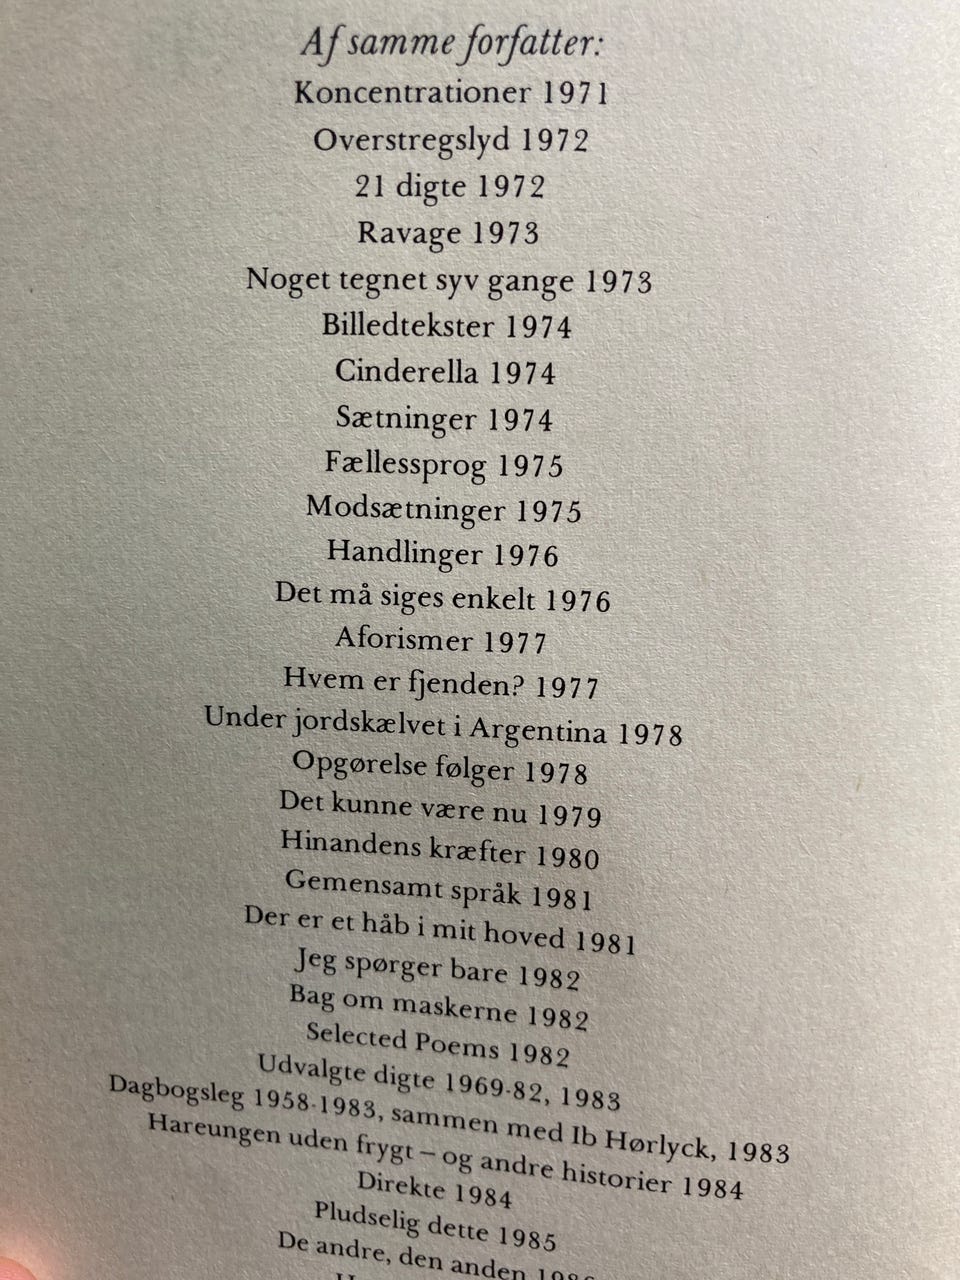 Af samme forfatter:
Koncentrationer 1971
Overstregslyd 1972
21 digte 1972
Ravage 1973
Noget tegnet syv gange 1973
Billedtekster 1974
Cinderella 1974
Sætninger 1974
Fællessprog 1975
Modsætninger 1975
Handlinger 1976
Det må siges enkelt 1976
Aforismer 1977
Hvem er fjenden? 1977
Under jordskælvet i Argentina 1978
Opgørelse følger 1978
Det kunne være nu 1979
Hinandens kræfter 1980
Gemensamt språk 1981
Der er et håb i mit hoved 1981
Jeg spørger bare 1982
Bag om maskerne 1982
Selected Poems 1982
Udvalgte digte 1969-82, 1983
Dagbogsleg 1958-1983, sammen med Ib Hørlyck, 1983
Hareungen uden frygt – og andre historier 1984
Direkte 1984
Pludselig dette 1985
De andre, den anden